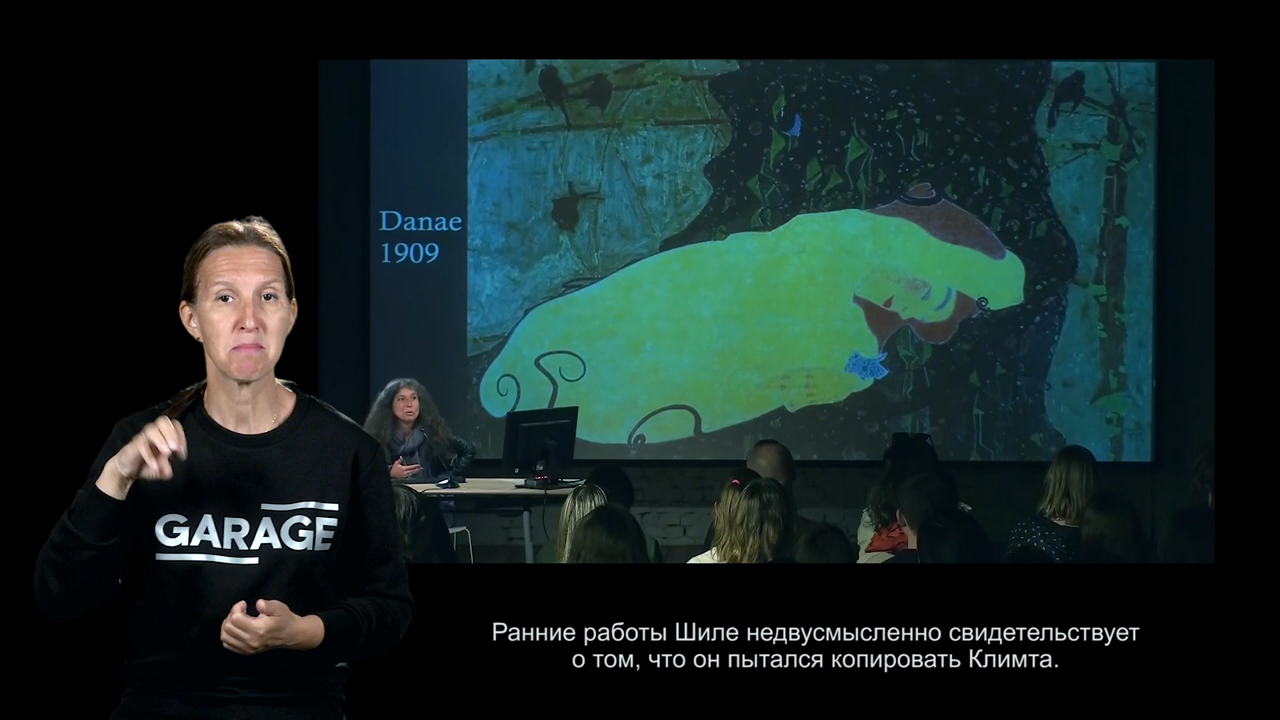 Danae
1909
GARAGE
Ранние работы Шиле недвусмысленно свидетельствует
о том, что он пытался копировать Климта.